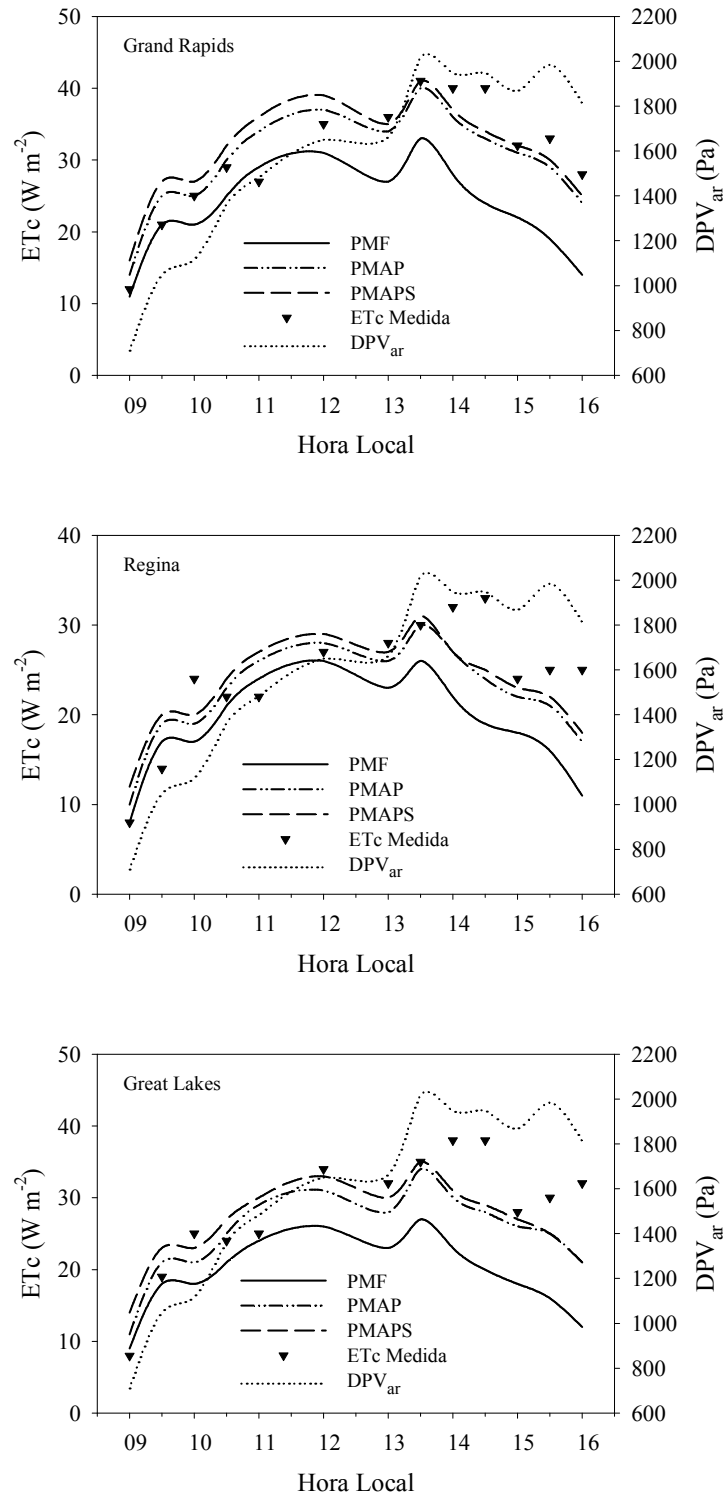 50
2200
Grand Rapids
2000
40
1800
30
1600
1400
20
1200
1000
10
800
0
600
ETc (W m-2)
DPVar (Pa)
PMF
PMAP
PMAPS
ETc Medida
DPVar
09 10 11 12 13 14 15 16
Hora Local
40
2200
Regina
2000
30
1800
1600
20
1400
1200
10
1000
800
0
600
ETc (W m-2)
DPVar (Pa)
PMF
PMAP
PMAPS
ETc Medida
DPVar
09 10 11 12 13 14 15 16
Hora Local
50
2200
Great Lakes
2000
40
1800
30
1600
1400
20
1200
1000
10
800
0
600
ETc (W m-2)
DPVar (Pa)
PMF
PMAP
PMAPS
ETc Medida
DPVar
09 10 11 12 13 14 15 16
Hora Local